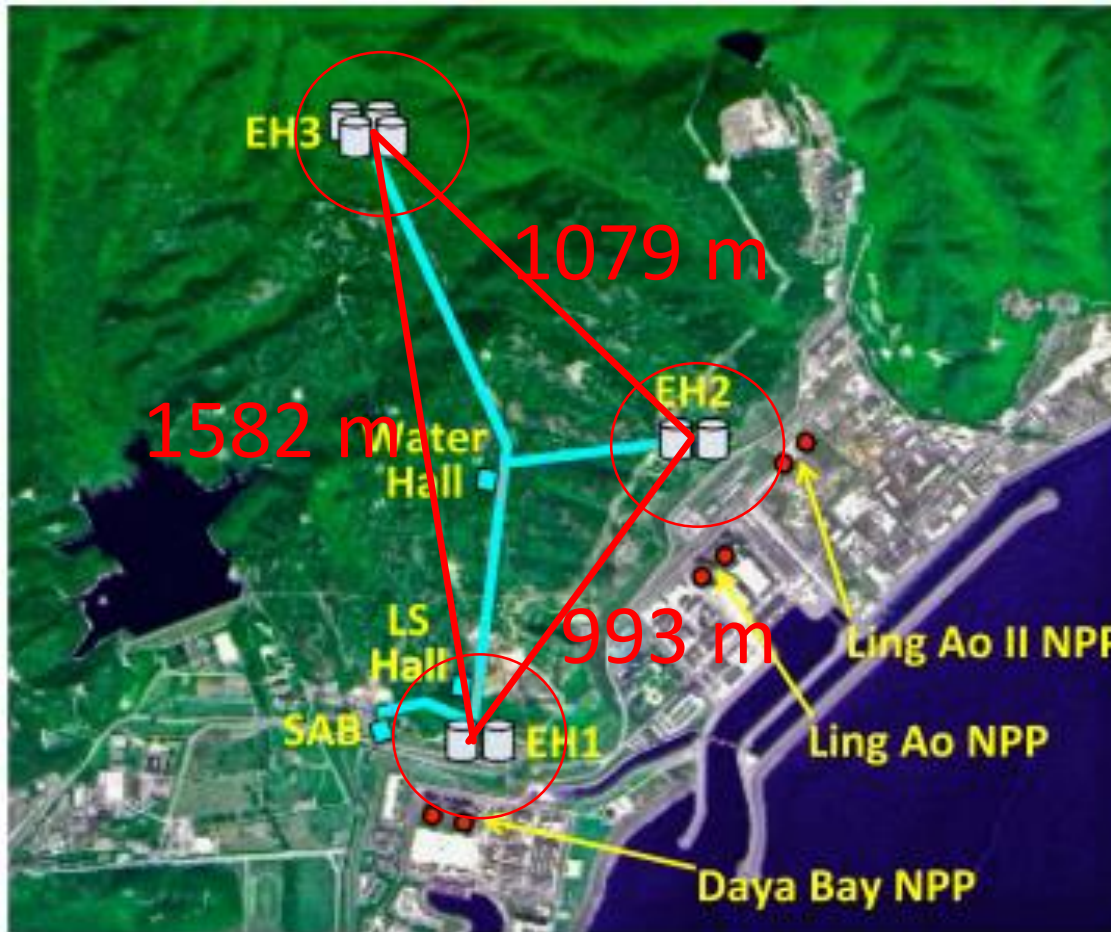 EH3
1079 m
EH2
1582 m
Water
Hall
LS
Hall
993 m
Ling Ao II NPP
SAB
EH1
Ling Ao NPP
Daya Bay NPP